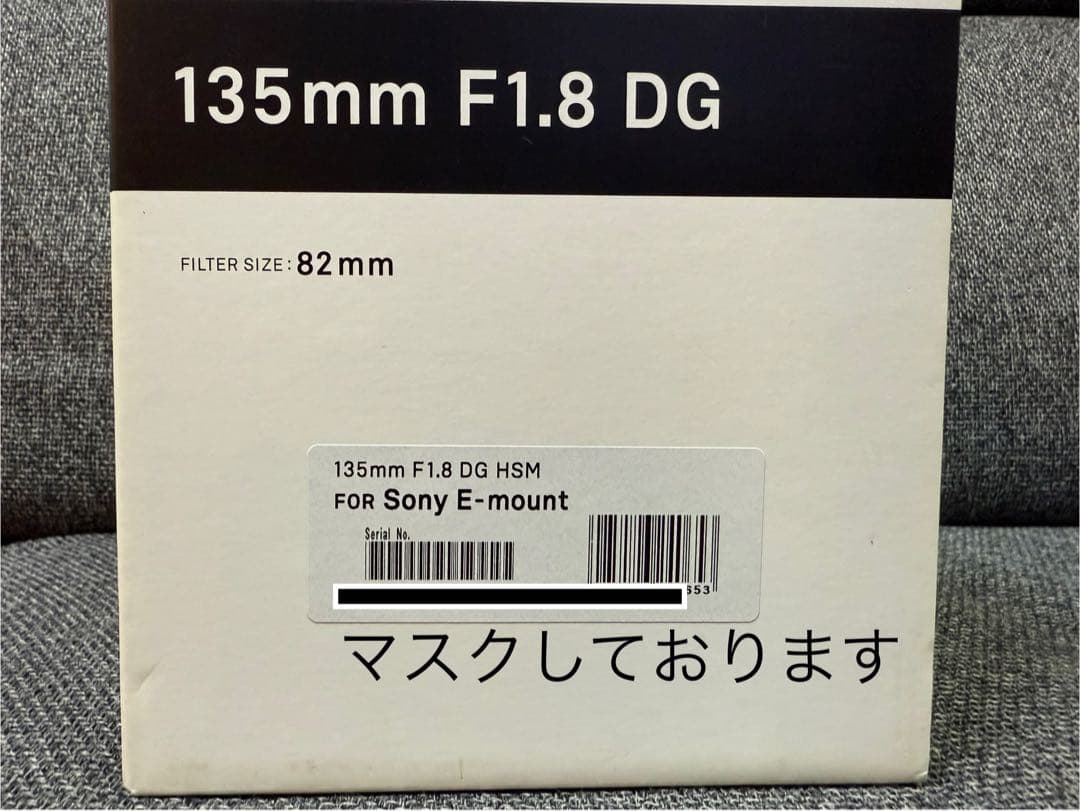 135mm F1.8 DG
FILTER SIZE: 82mm
135mm F1.8 DG HSM
FOR Sony E-mount
Serial No.
653
マスクしております